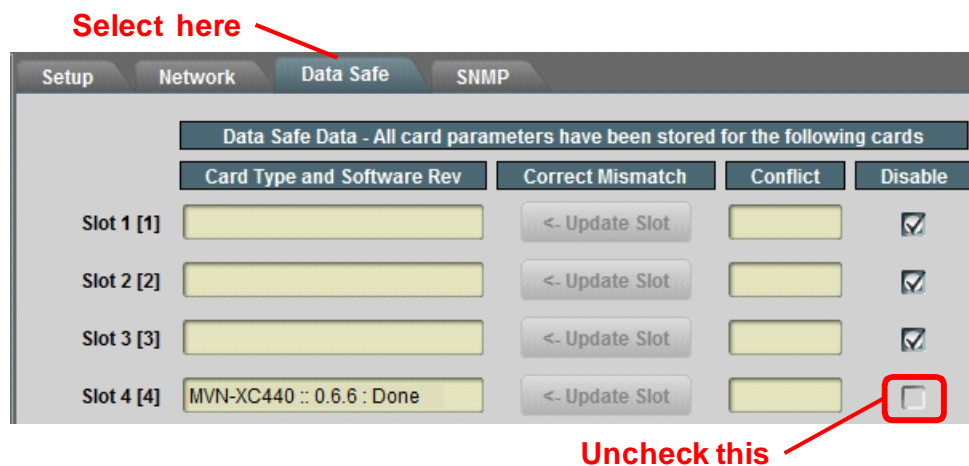 Select here
Setup Network Data Safe SNMP
Data Safe Data - All card parameters have been stored for the following cards
Card Type and Software Rev Correct Mismatch Conflict Disable
Slot 1 [1] <- Update Slot
Slot 2 [2] <- Update Slot
Slot 3 [3] <- Update Slot
Slot 4 [4] MVN-XC440 :: 0.6.6 : Done <- Update Slot
Uncheck this